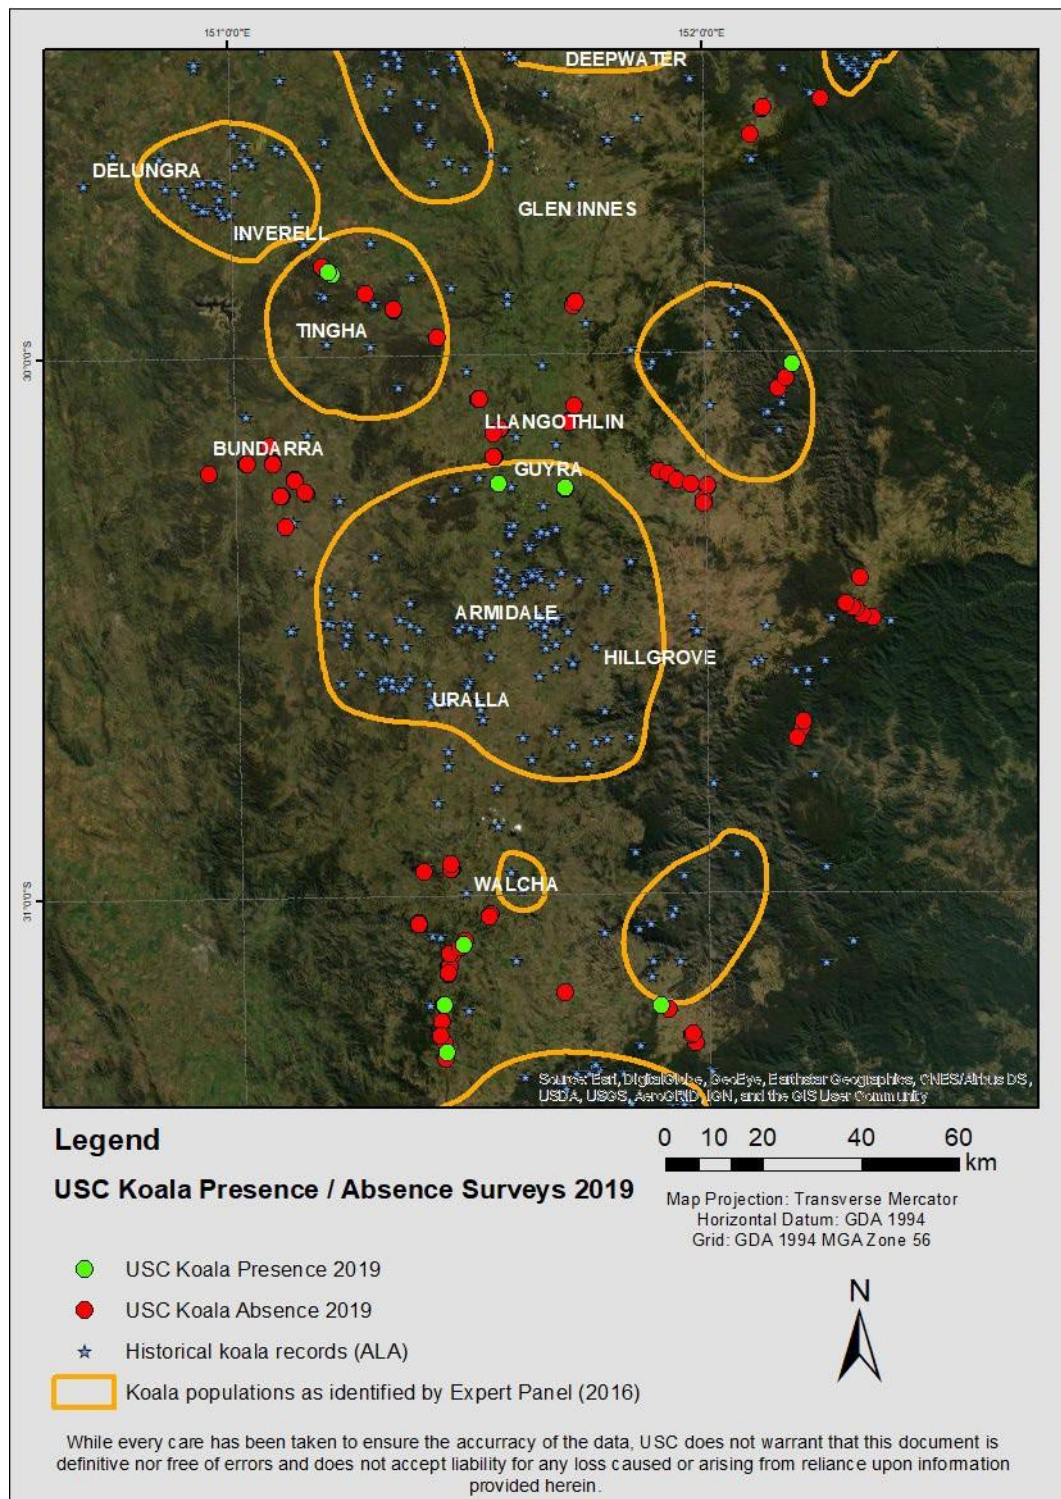 151°0'0"E 152°0'0"E
DEEPWATER
DELUNGRA
GLEN INNES
INVERELL
TINGHA
30°0'0"S
LLANGOTHLIN
BUNDARRA
GUYRA
ARMIDALE
HILLGROVE
URALLA
WALCHA
31°0'0"S
Source: Esri, DigitalGlobe, GeoEye, Earthstar Geographics, CNES/Airbus DS,
USDA, USGS, AeroGRID, IGN, and the GIS User Community
Legend
0 10 20 40 60
km
USC Koala Presence / Absence Surveys 2019
Map Projection: Transverse Mercator
Horizontal Datum: GDA 1994
Grid: GDA 1994 MGA Zone 56
USC Koala Presence 2019
USC Koala Absence 2019
N
Historical koala records (ALA)
Koala populations as identified by Expert Panel (2016)
While every care has been taken to ensure the accurracy of the data, USC does not warrant that this document is
definitive nor free of errors and does not accept liability for any loss caused or arising from reliance upon information
provided herein.